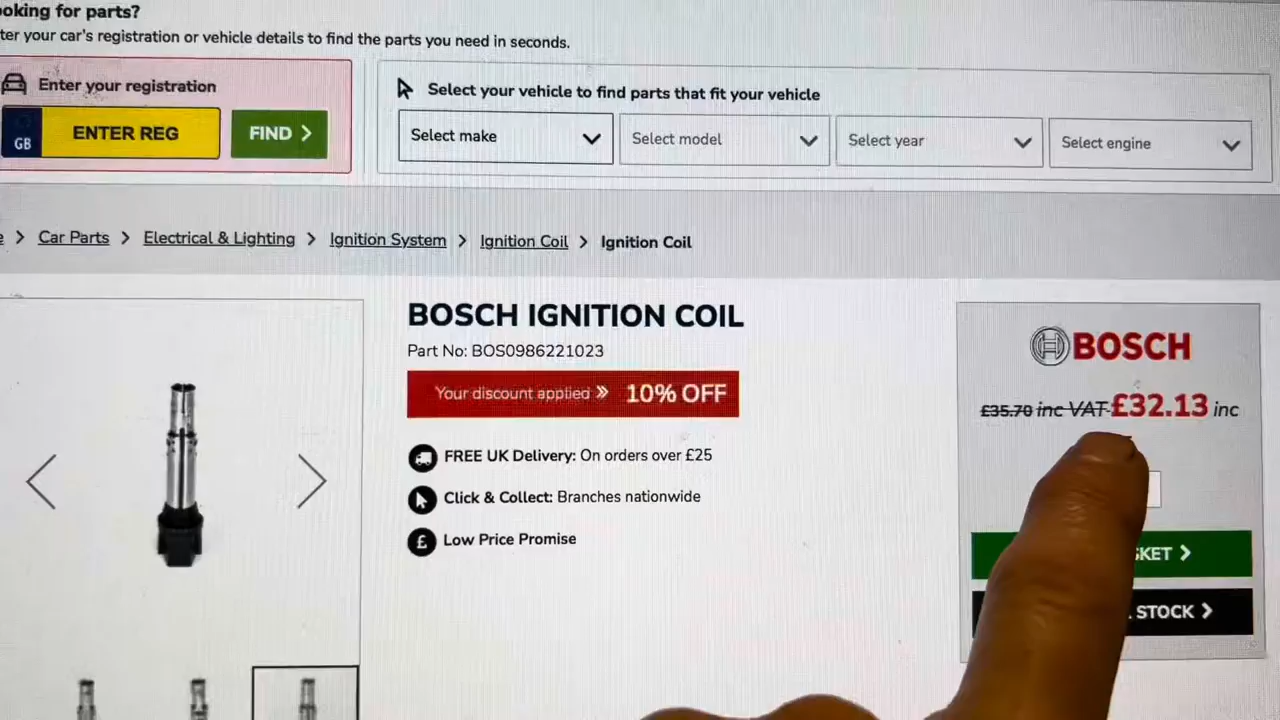 ooking for parts?
ter your car's registration or vehicle details to find the parts you need in seconds.
Enter your registration
GB ENTER REG
FIND >
Select your vehicle to find parts that fit your vehicle
Select make
Select model
Select year
Select engine
> Car Parts > Electrical & Lighting > Ignition System > Ignition Coil > Ignition Coil
BOSCH IGNITION COIL
Part No: BOS0986221023
Your discount applied » 10% OFF
FREE UK Delivery: On orders over £25
Click & Collect: Branches nationwide
£ Low Price Promise
BOSCH
£35.70 inc VAT £32.13 inc
KET >
STOCK >